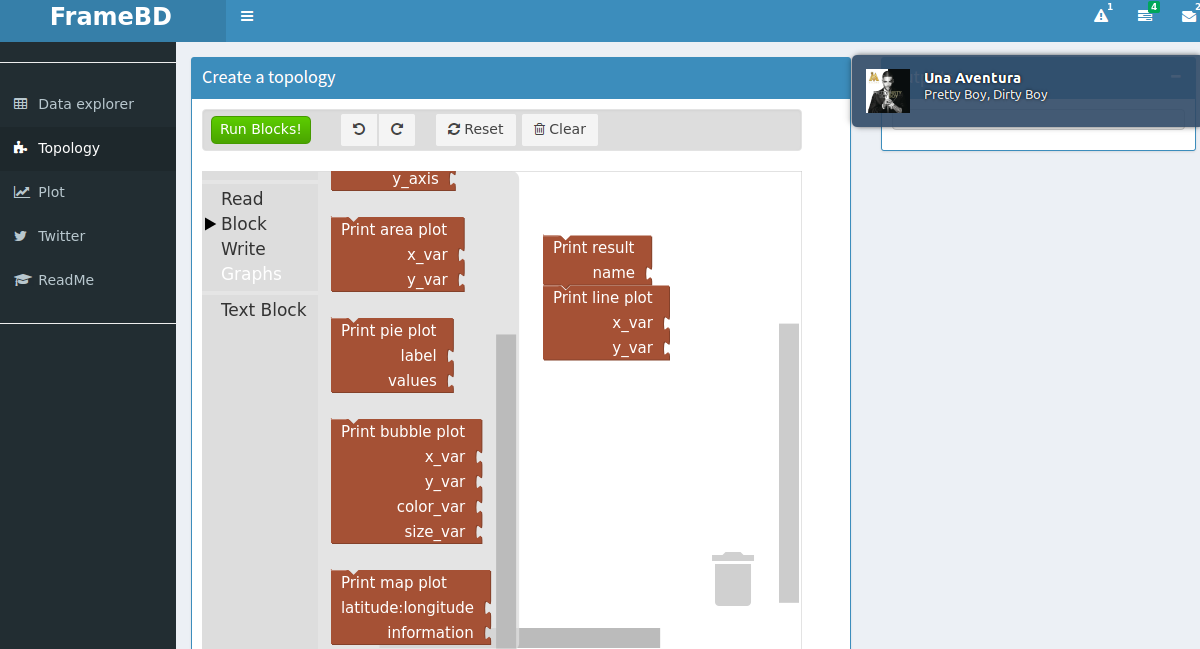 FrameBD
1
4
2
Data explorer
Topology
Plot
Twitter
ReadMe
Create a topology
Una Aventura
Pretty Boy, Dirty Boy
Run Blocks!
Reset
Clear
Read
Block
Write
Graphs
Text Block
y_axis
Print area plot
x_var
y_var
Print pie plot
label
values
Print bubble plot
x_var
y_var
color_var
size_var
Print map plot
latitude:longitude
information
Print result
name
Print line plot
x_var
y_var